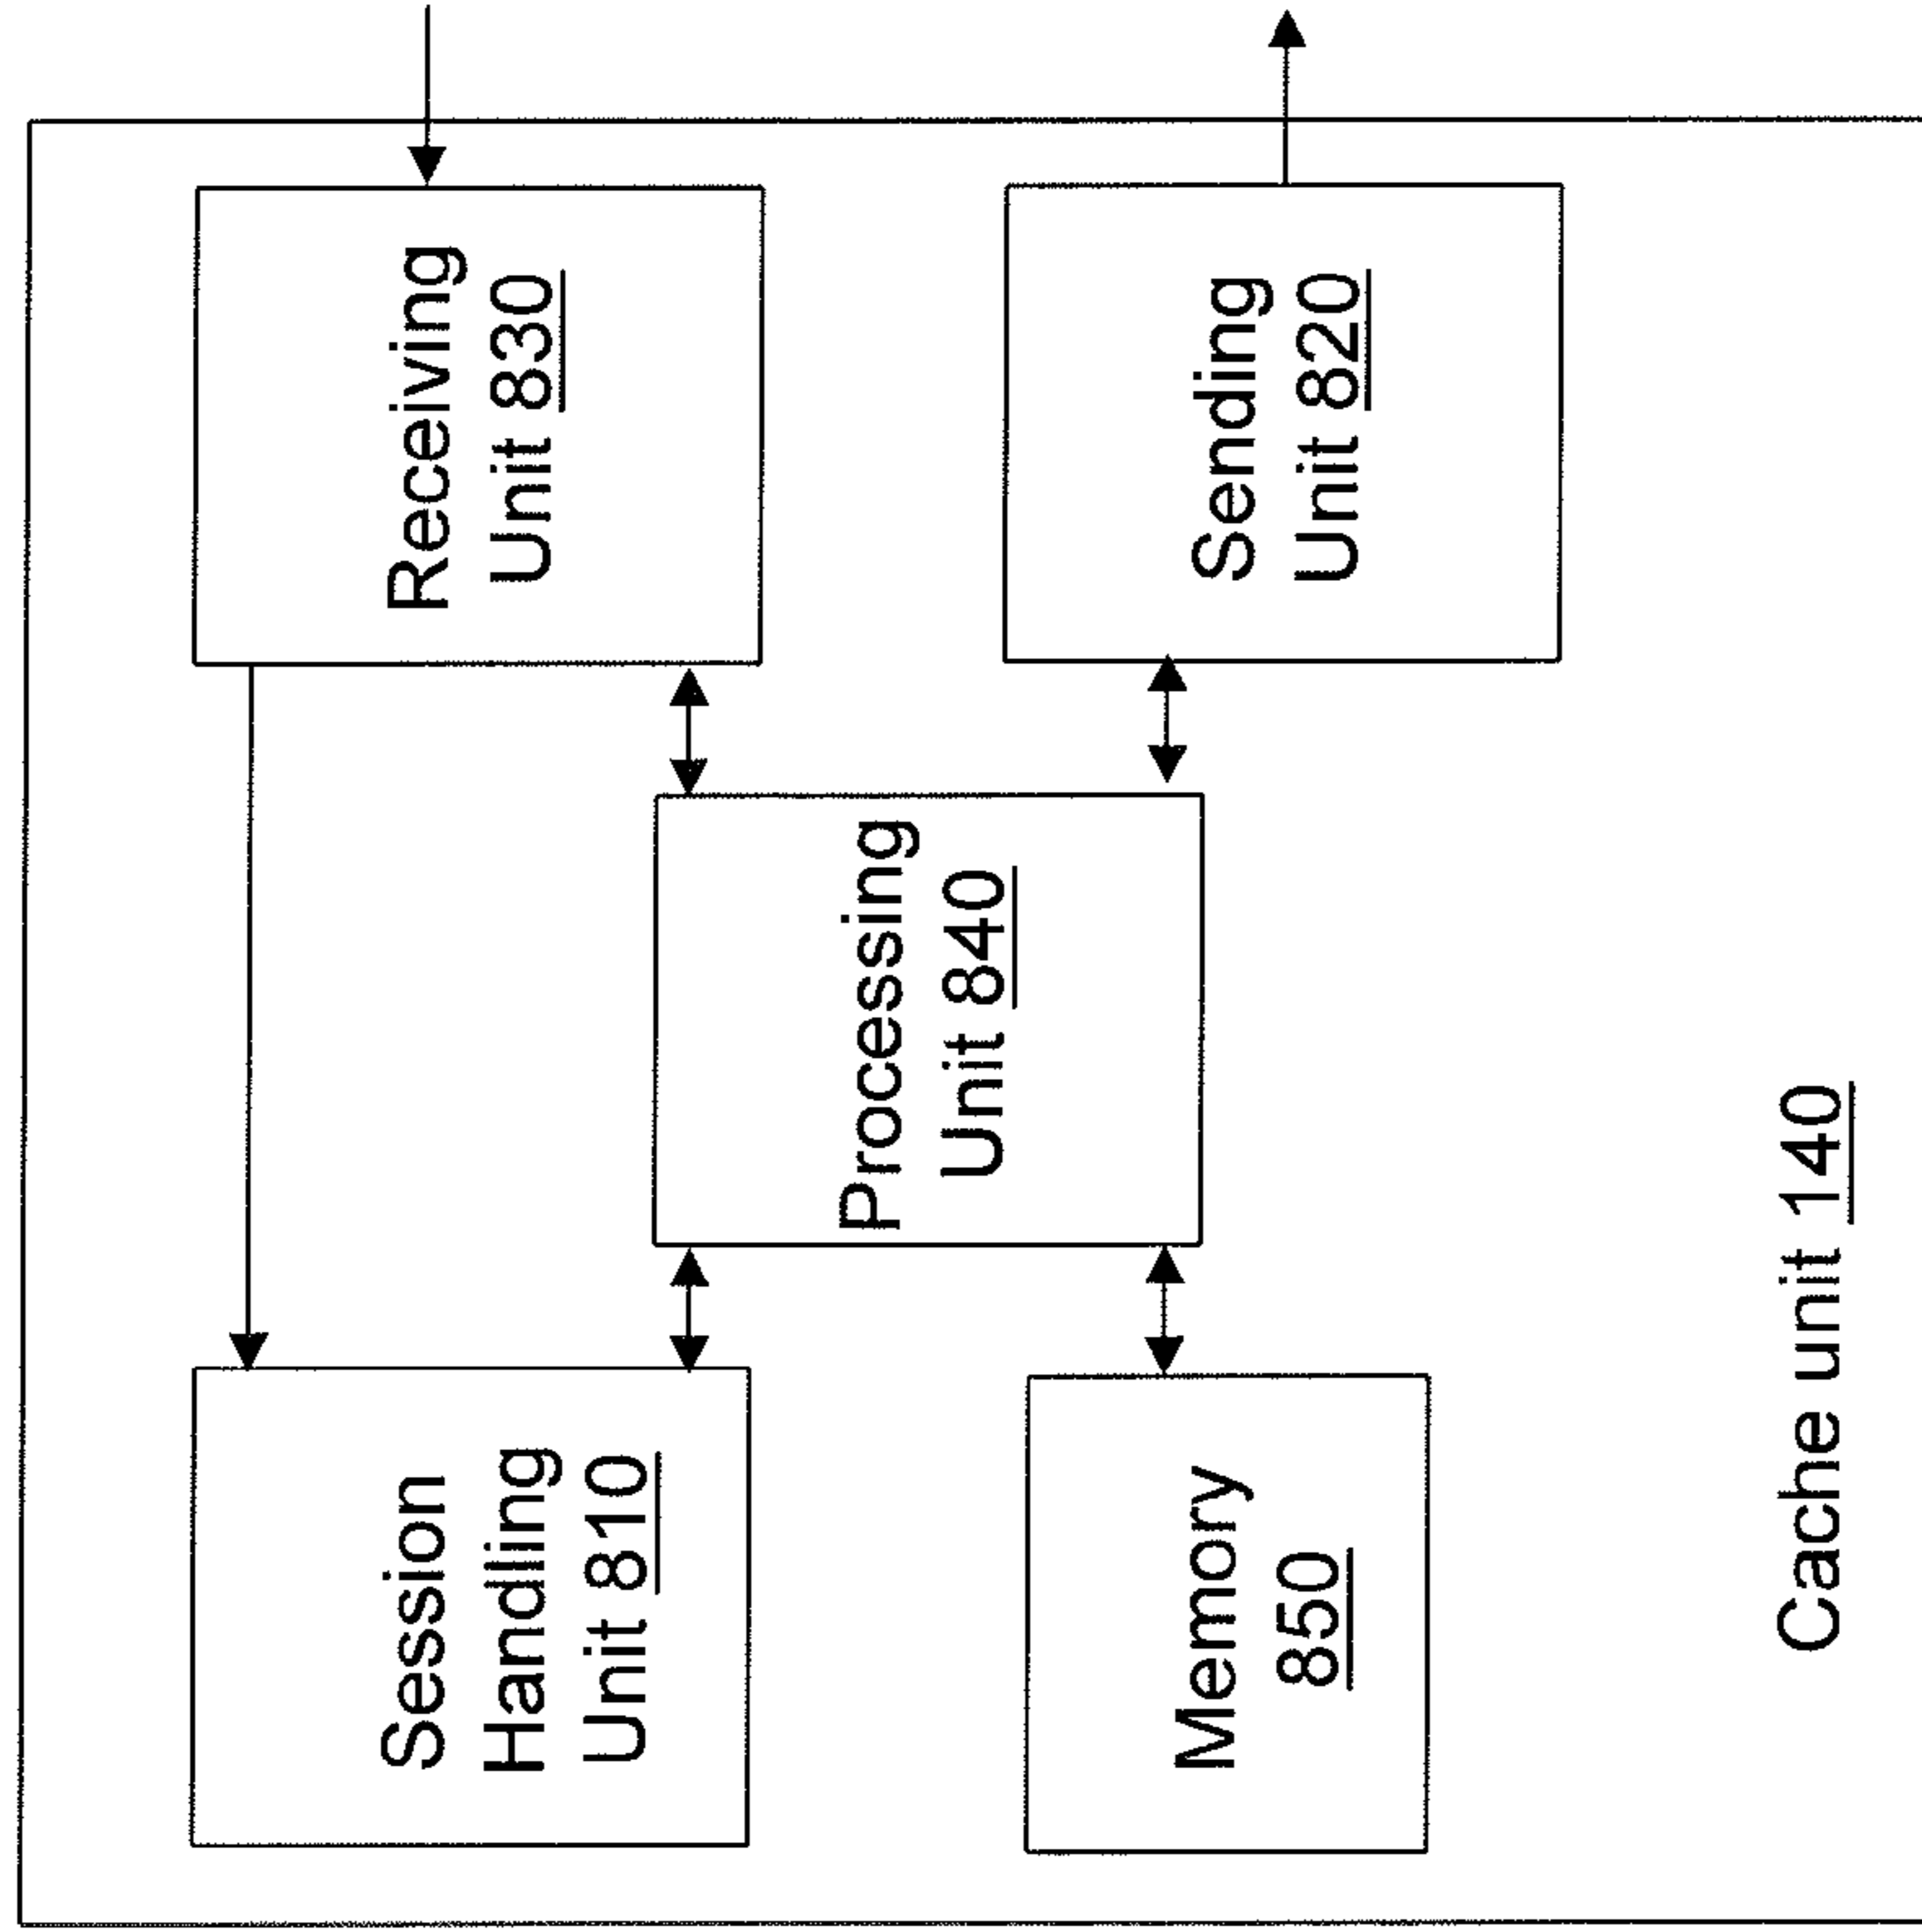 Session
Handling
Unit 810
Receiving
Unit 830
Processing
Unit 840
Memory
850
Sending
Unit 820
Cache unit 140